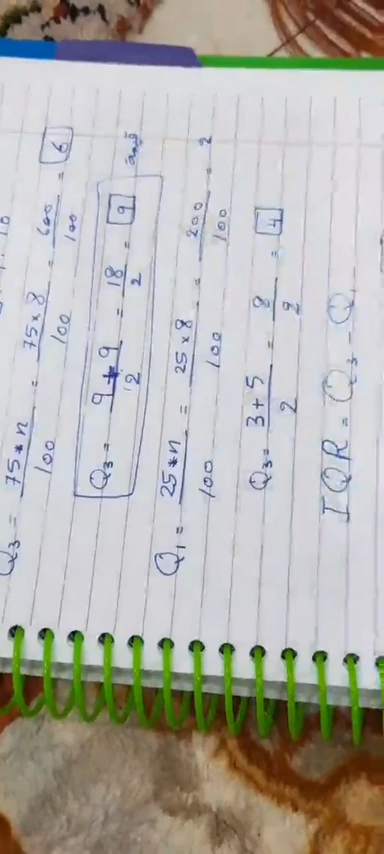 Q3 = 75*n / 100 = 75 × 8 / 100 = 600 / 100 = 6
Q3 = 9 + 9 / 2 = 18 / 2 = 9
Q1 = 25*n / 100 = 25 × 8 / 100 = 200 / 100 = 2
Q3 = 3 + 5 / 2 = 8 / 2 = 4
IQR = Q3 - Q1